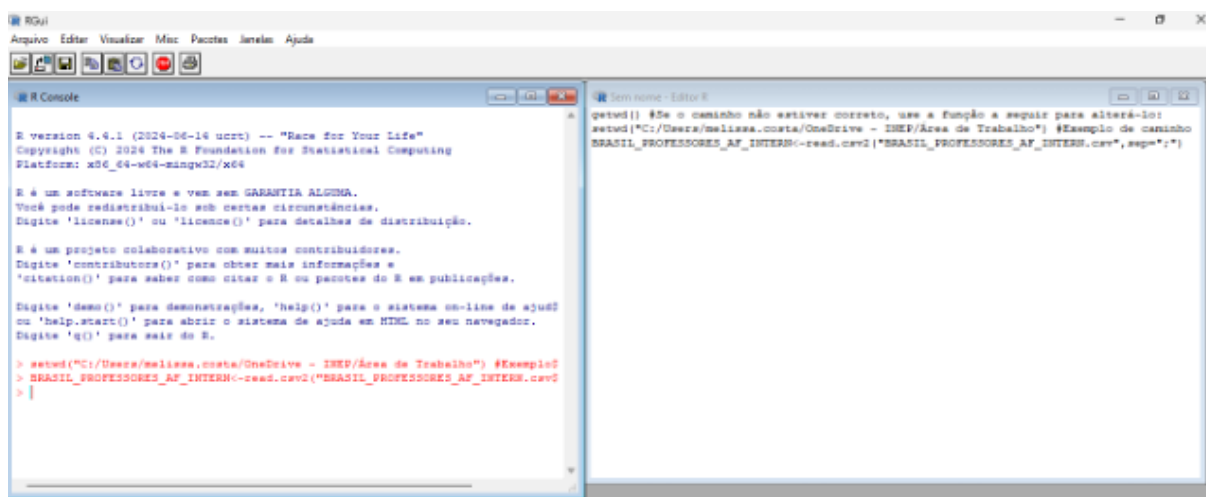 RGui
Arquivo Editar Visualizar Misc Pacotes Janelas Ajuda
R Console
R version 4.4.1 (2024-06-14 ucrt) -- "Race for Your Life"
Copyright (C) 2024 The R Foundation for Statistical Computing
Platform: x86_64-w64-mingw32/x64
R é um software livre e vem sem GARANTIA ALGUMA.
Você pode redistribuí-lo sob certas circunstâncias.
Digite 'license()' ou 'licence()' para detalhes de distribuição.
R é um projeto colaborativo com muitos contribuidores.
Digite 'contributors()' para obter mais informações e
'citation()' para saber como citar o R ou pacotes do R em publicações.
Digite 'demo()' para demonstrações, 'help()' para o sistema on-line de ajud$
ou 'help.start()' para abrir o sistema de ajuda em HTML no seu navegador.
Digite 'q()' para sair do R.
> setwd("C:/Users/melissa.costa/OneDrive - INEP/Área de Trabalho") #Exemplo$
> BRASIL_PROFESSORES_AF_INTERN<-read.csv2("BRASIL_PROFESSORES_AF_INTERN.csv$
>
Sem nome - Editor R
getwd() #Se o caminho não estiver correto, use a função a seguir para alterá-lo:
setwd("C:/Users/melissa.costa/OneDrive - INEP/Área de Trabalho") #Exemplo de caminho
BRASIL_PROFESSORES_AF_INTERN<-read.csv2("BRASIL_PROFESSORES_AF_INTERN.csv",sep=";")